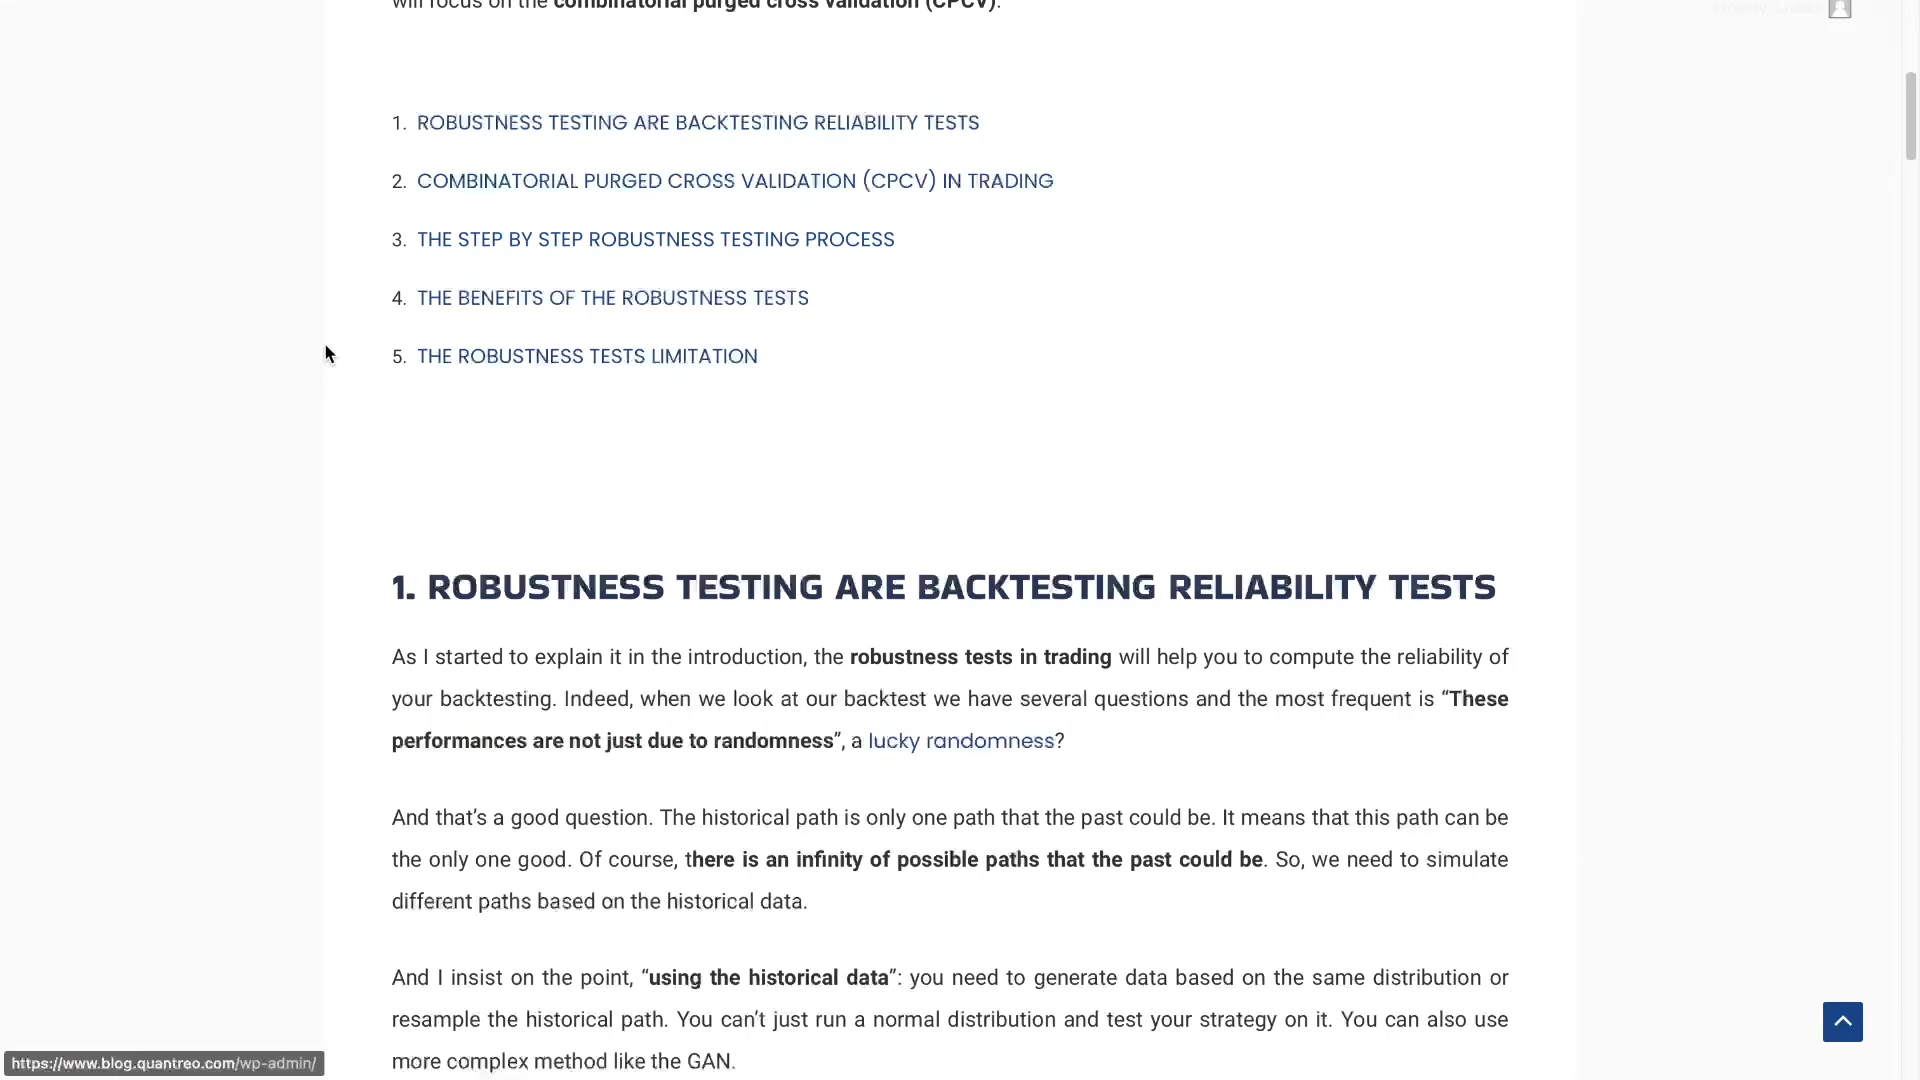 will focus on the combinatorial purged cross validation (CPCV).
1. ROBUSTNESS TESTING ARE BACKTESTING RELIABILITY TESTS
2. COMBINATORIAL PURGED CROSS VALIDATION (CPCV) IN TRADING
3. THE STEP BY STEP ROBUSTNESS TESTING PROCESS
4. THE BENEFITS OF THE ROBUSTNESS TESTS
5. THE ROBUSTNESS TESTS LIMITATION
1. ROBUSTNESS TESTING ARE BACKTESTING RELIABILITY TESTS
As I started to explain it in the introduction, the robustness tests in trading will help you to compute the reliability of
your backtesting. Indeed, when we look at our backtest we have several questions and the most frequent is “These
performances are not just due to randomness”, a lucky randomness?
And that’s a good question. The historical path is only one path that the past could be. It means that this path can be
the only one good. Of course, there is an infinity of possible paths that the past could be. So, we need to simulate
different paths based on the historical data.
And I insist on the point, “using the historical data”: you need to generate data based on the same distribution or
resample the historical path. You can’t just run a normal distribution and test your strategy on it. You can also use
more complex method like the GAN.
https://www.blog.quantreo.com/wp-admin/